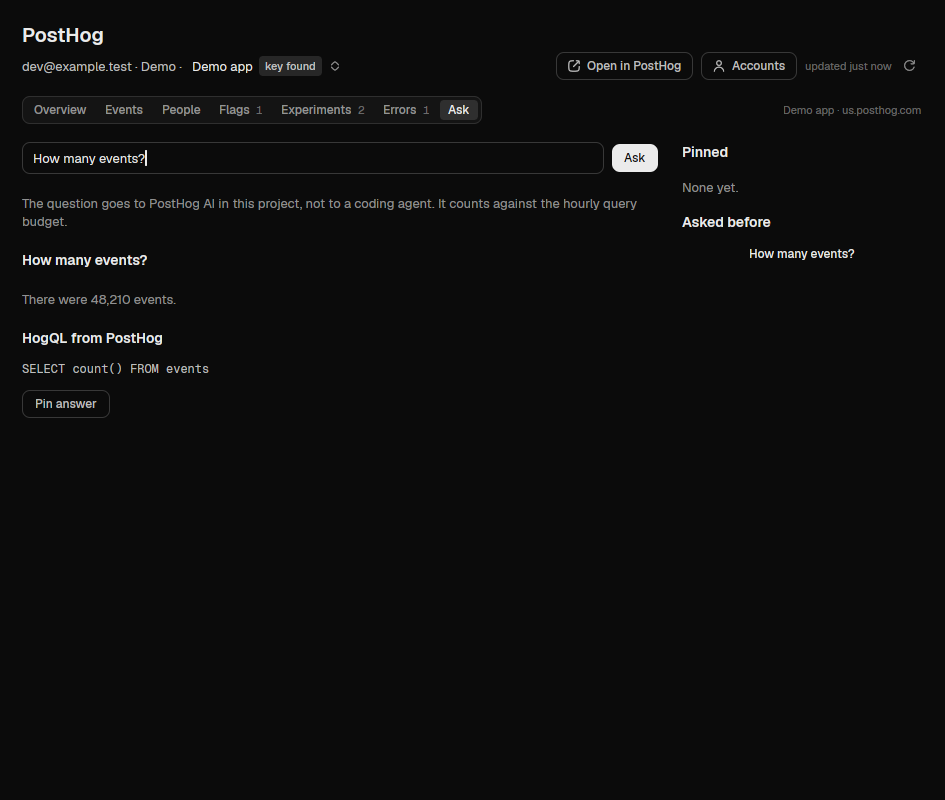 PostHog
dev@example.test · Demo · Demo app key found
Open in PostHog
Accounts
updated just now
Overview Events People Flags 1 Experiments 2 Errors 1 Ask
Demo app · us.posthog.com
How many events?
Ask
The question goes to PostHog AI in this project, not to a coding agent. It counts against the hourly query
budget.
How many events?
There were 48,210 events.
HogQL from PostHog
SELECT count() FROM events
Pin answer
Pinned
None yet.
Asked before
How many events?